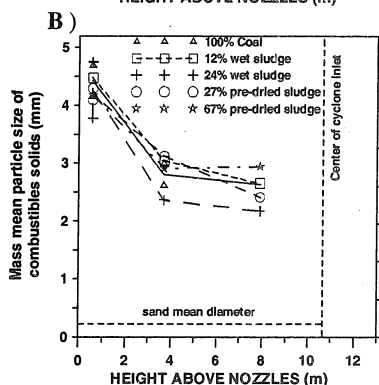 HEIGHT ABOVE NOZZLES (m)
B )
100% Coal
12% wet sludge
24% wet sludge
27% pre-dried sludge
67% pre-dried sludge
Mass mean particle size of
combustibles solids (mm)
5
4
3
2
1
0
Center of cyclone inlet
sand mean diameter
0 2 4 6 8 10 12
HEIGHT ABOVE NOZZLES (m)